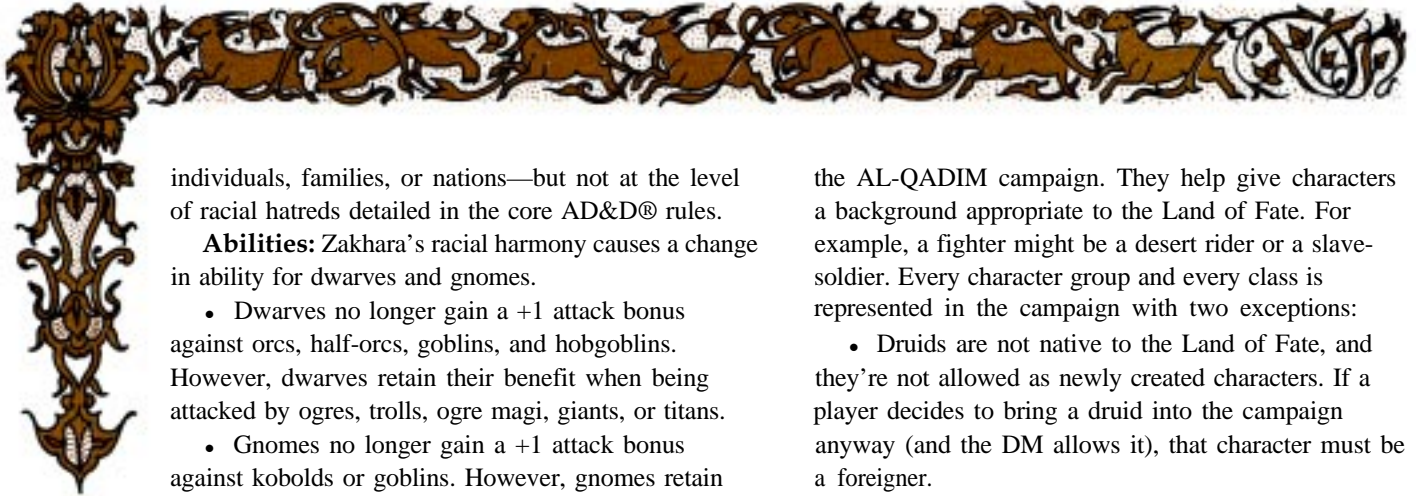 individuals, families, or nations—but not at the level
of racial hatreds detailed in the core AD&D® rules.
Abilities: Zakhara's racial harmony causes a change
in ability for dwarves and gnomes.
• Dwarves no longer gain a +1 attack bonus
against orcs, half-orcs, goblins, and hobgoblins.
However, dwarves retain their benefit when being
attacked by ogres, trolls, ogre magi, giants, or titans.
• Gnomes no longer gain a +1 attack bonus
against kobolds or goblins. However, gnomes retain
the AL-QADIM campaign. They help give characters
a background appropriate to the Land of Fate. For
example, a fighter might be a desert rider or a slave-
soldier. Every character group and every class is
represented in the campaign with two exceptions:
• Druids are not native to the Land of Fate, and
they're not allowed as newly created characters. If a
player decides to bring a druid into the campaign
anyway (and the DM allows it), that character must be
a foreigner.